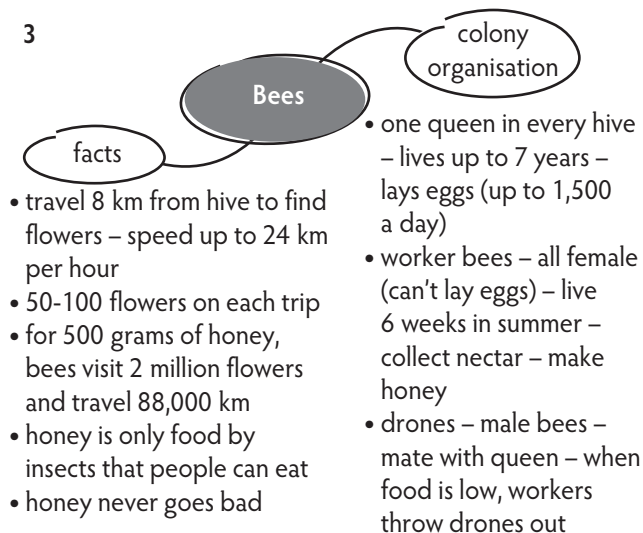 3
Bees
facts
• travel 8 km from hive to find
flowers – speed up to 24 km
per hour
• 50-100 flowers on each trip
• for 500 grams of honey,
bees visit 2 million flowers
and travel 88,000 km
• honey is only food by
insects that people can eat
• honey never goes bad
colony
organisation
• one queen in every hive
– lives up to 7 years –
lays eggs (up to 1,500
a day)
• worker bees – all female
(can't lay eggs) – live
6 weeks in summer –
collect nectar – make
honey
• drones – male bees –
mate with queen – when
food is low, workers
throw drones out